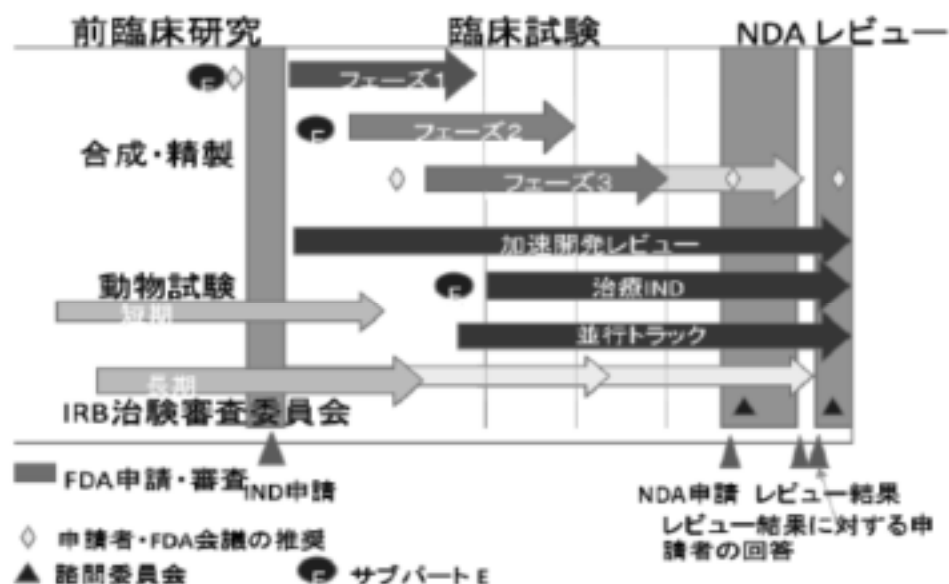 前臨床研究 臨床試験 NDA レビュー
E フェーズ1
E フェーズ2
合成・精製
フェーズ3
加速開発レビュー
動物試験 E 治療IND
短期
並行トラック
長期
IRB治験審査委員会
FDA申請・審査 IND申請
NDA申請 レビュー結果
レビュー結果に対する申
請者の回答
申請者・FDA会議の推奨
諮問委員会 E サブパートE